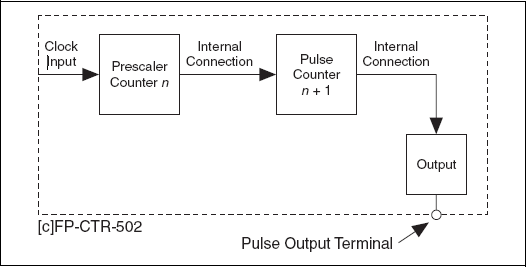 Clock
Input
Prescaler
Counter n
Internal
Connection
Pulse
Counter
n + 1
Internal
Connection
Output
[c]FP-CTR-502
Pulse Output Terminal